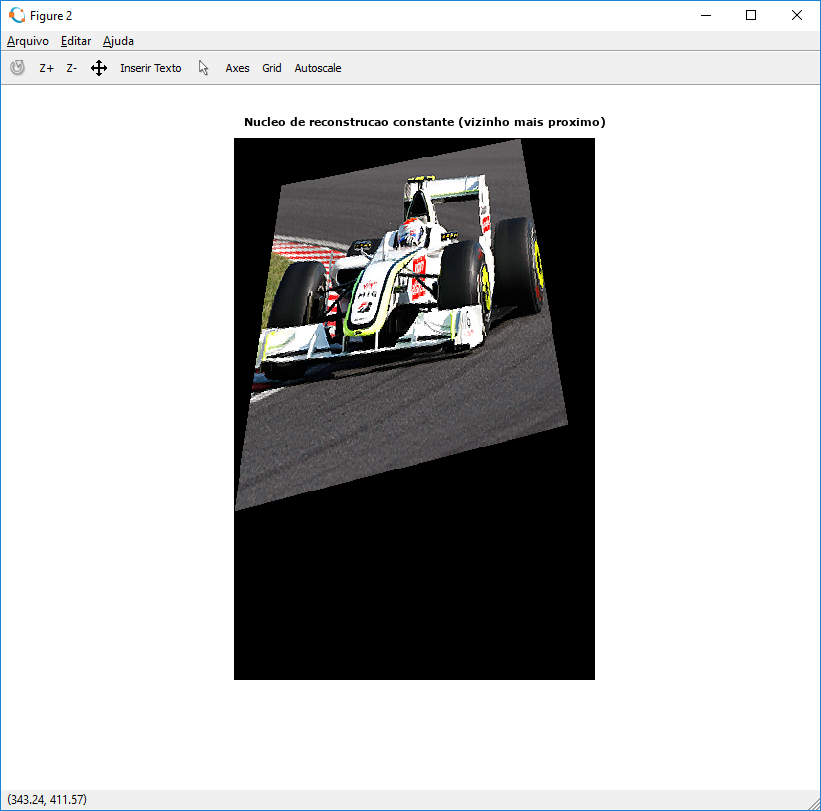 Figure 2
Arquivo Editar Ajuda
Z+ Z- Inserir Texto Axes Grid Autoscale
Nucleo de reconstrucao constante (vizinho mais proximo)
MIG
(343.24, 411.57)